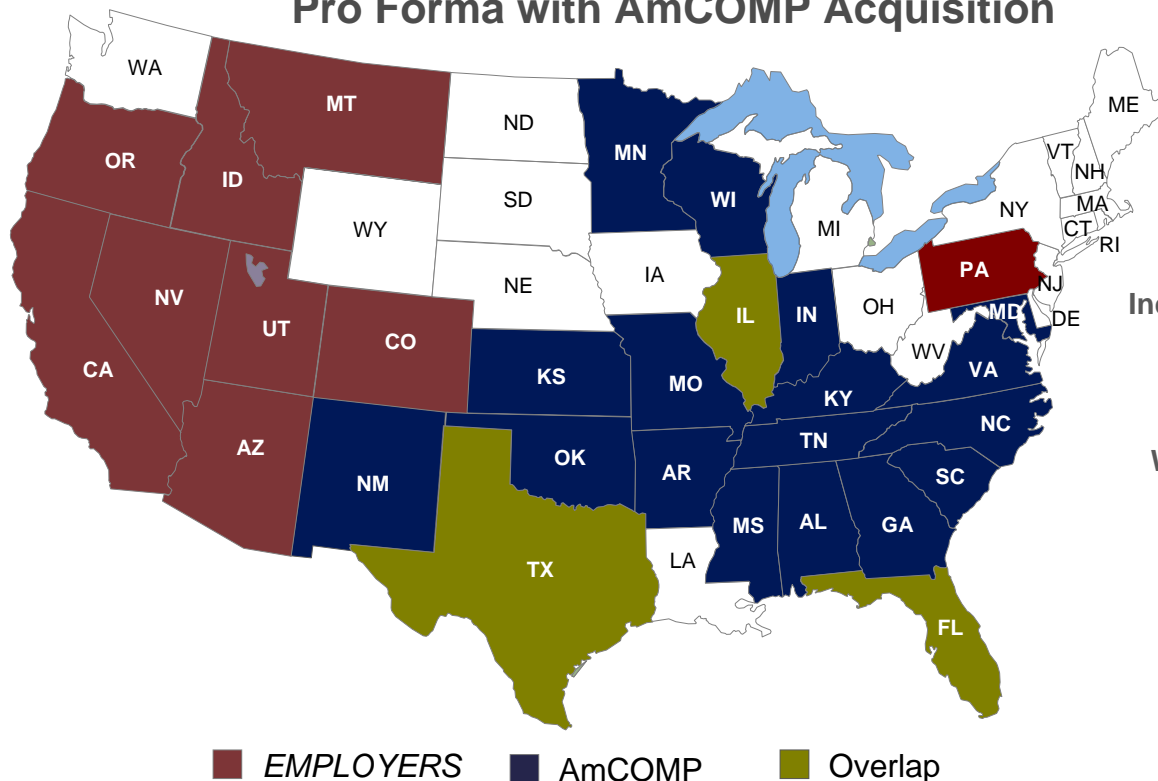 Pro Forma with AmCOMP Acquisition
WA
MT
ND
MN
ME
OR
ID
SD
WI
MI
VT
NH
NY
MA
CT
RI
WY
NE
IA
PA
NJ
NV
UT
CO
IL
IN
OH
MD
DE
WV
CA
KS
MO
KY
VA
AZ
NM
OK
AR
TN
NC
SC
TX
LA
MS
AL
GA
FL
EMPLOYERS
AmCOMP
Overlap